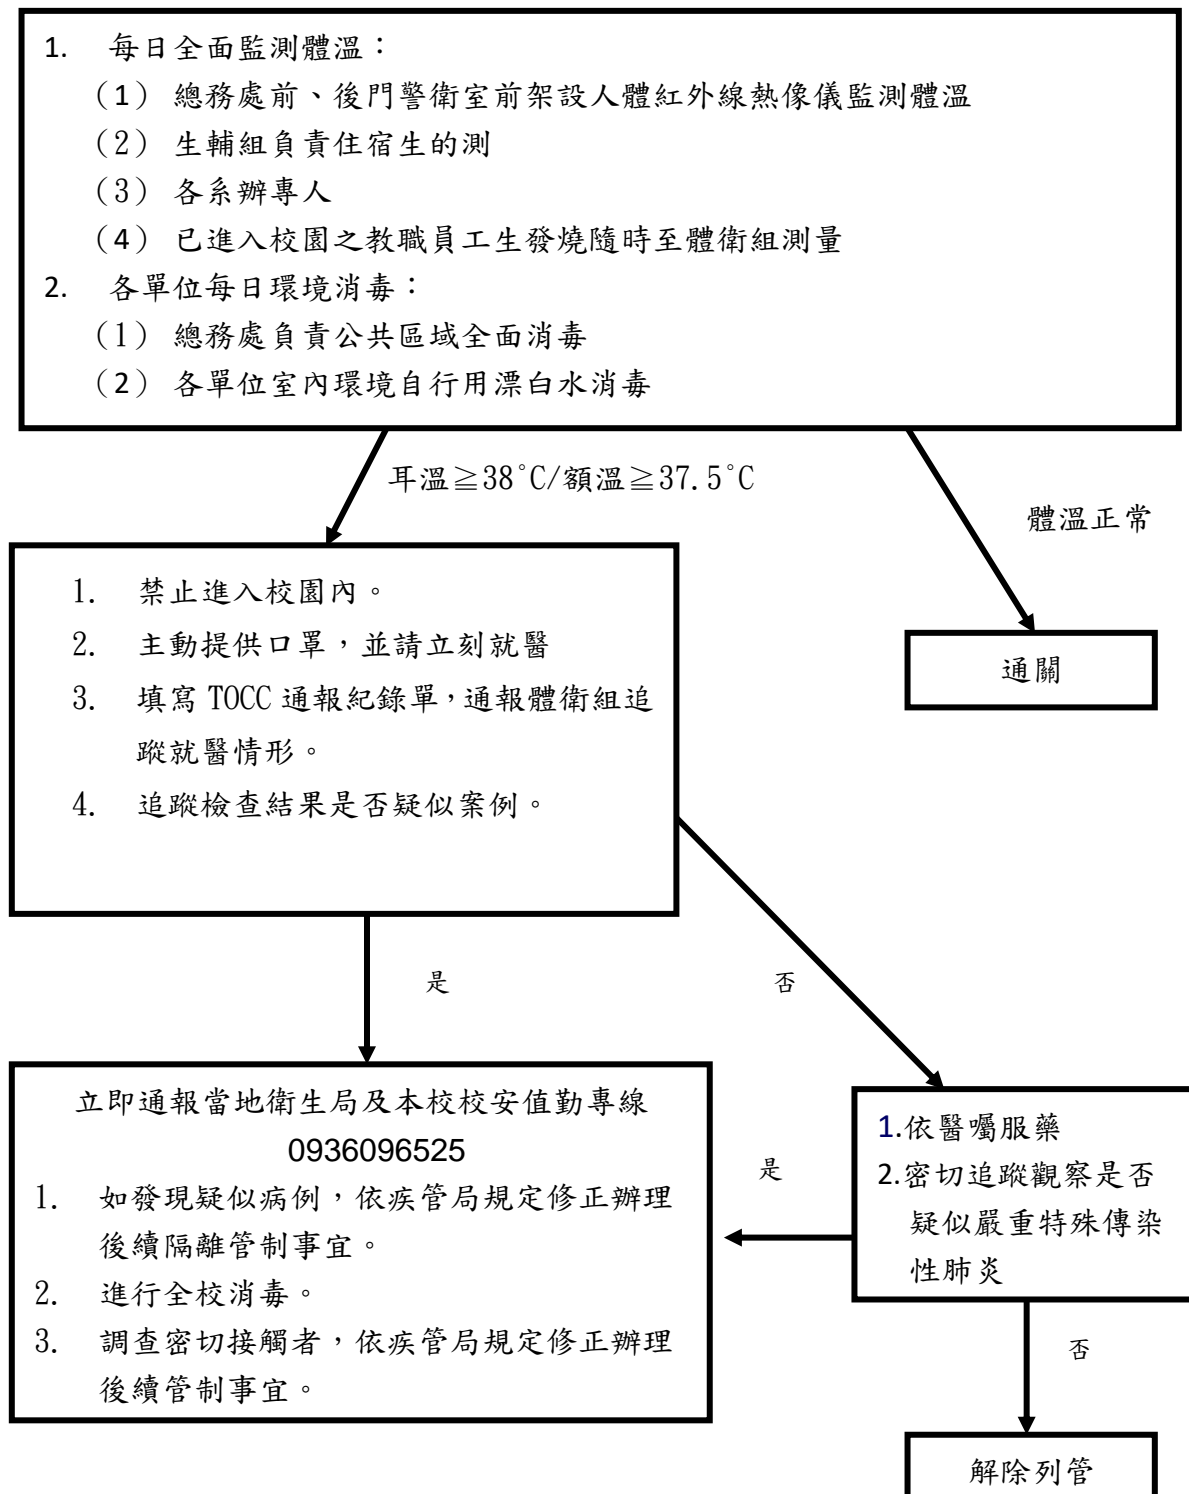 1. 每日全面監測體溫：
（1） 總務處前、後門警衛室前架設人體紅外線熱像儀監測體溫
（2） 生輔組負責住宿生的測
（3） 各系辦專人
（4） 已進入校園之教職員工生發燒隨時至體衛組測量
2. 各單位每日環境消毒：
（1） 總務處負責公共區域全面消毒
（2） 各單位室內環境自行用漂白水消毒
耳溫≧38°C/額溫≧37.5°C
體溫正常
1. 禁止進入校園內。
2. 主動提供口罩，並請立刻就醫
3. 填寫 TOCC 通報紀錄單，通報體衛組追
蹤就醫情形。
4. 追蹤檢查結果是否疑似案例。
通關
是
否
立即通報當地衛生局及本校校安值勤專線
0936096525
1. 如發現疑似病例，依疾管局規定修正辦理
後續隔離管制事宜。
2. 進行全校消毒。
3. 調查密切接觸者，依疾管局規定修正辦理
後續管制事宜。
是
1.依醫囑服藥
2.密切追蹤觀察是否
疑似嚴重特殊傳染
性肺炎
否
解除列管